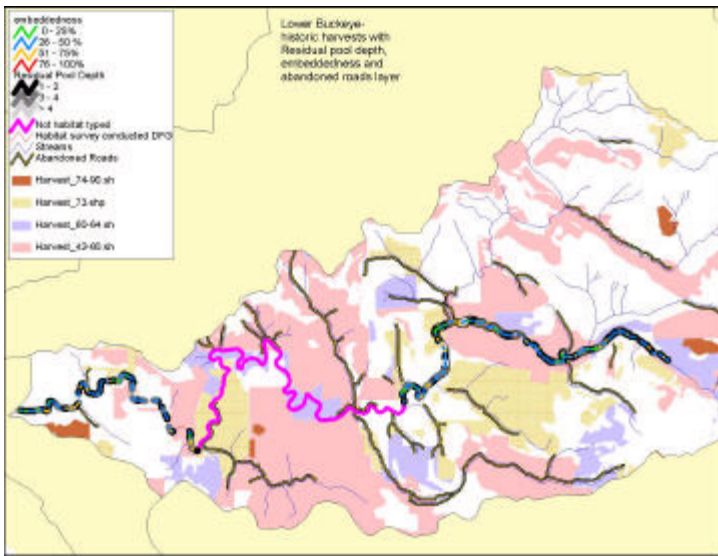 embeddedness
0 - 25%
26 - 50 %
51 - 75%
76 - 100%
Residual Pool Depth
1 - 2
3 - 4
> 4
Not habitat typed
Habitat survey conducted DFG
Streams
Abandoned Roads
Harvest_74-90.sh
Harvest_73.shp
Harvest_60-64.sh
Harvest_42-60.sh
Lower Buckeye-
historic harvests with
Residual pool depth,
embeddedness and
abandoned roads layer